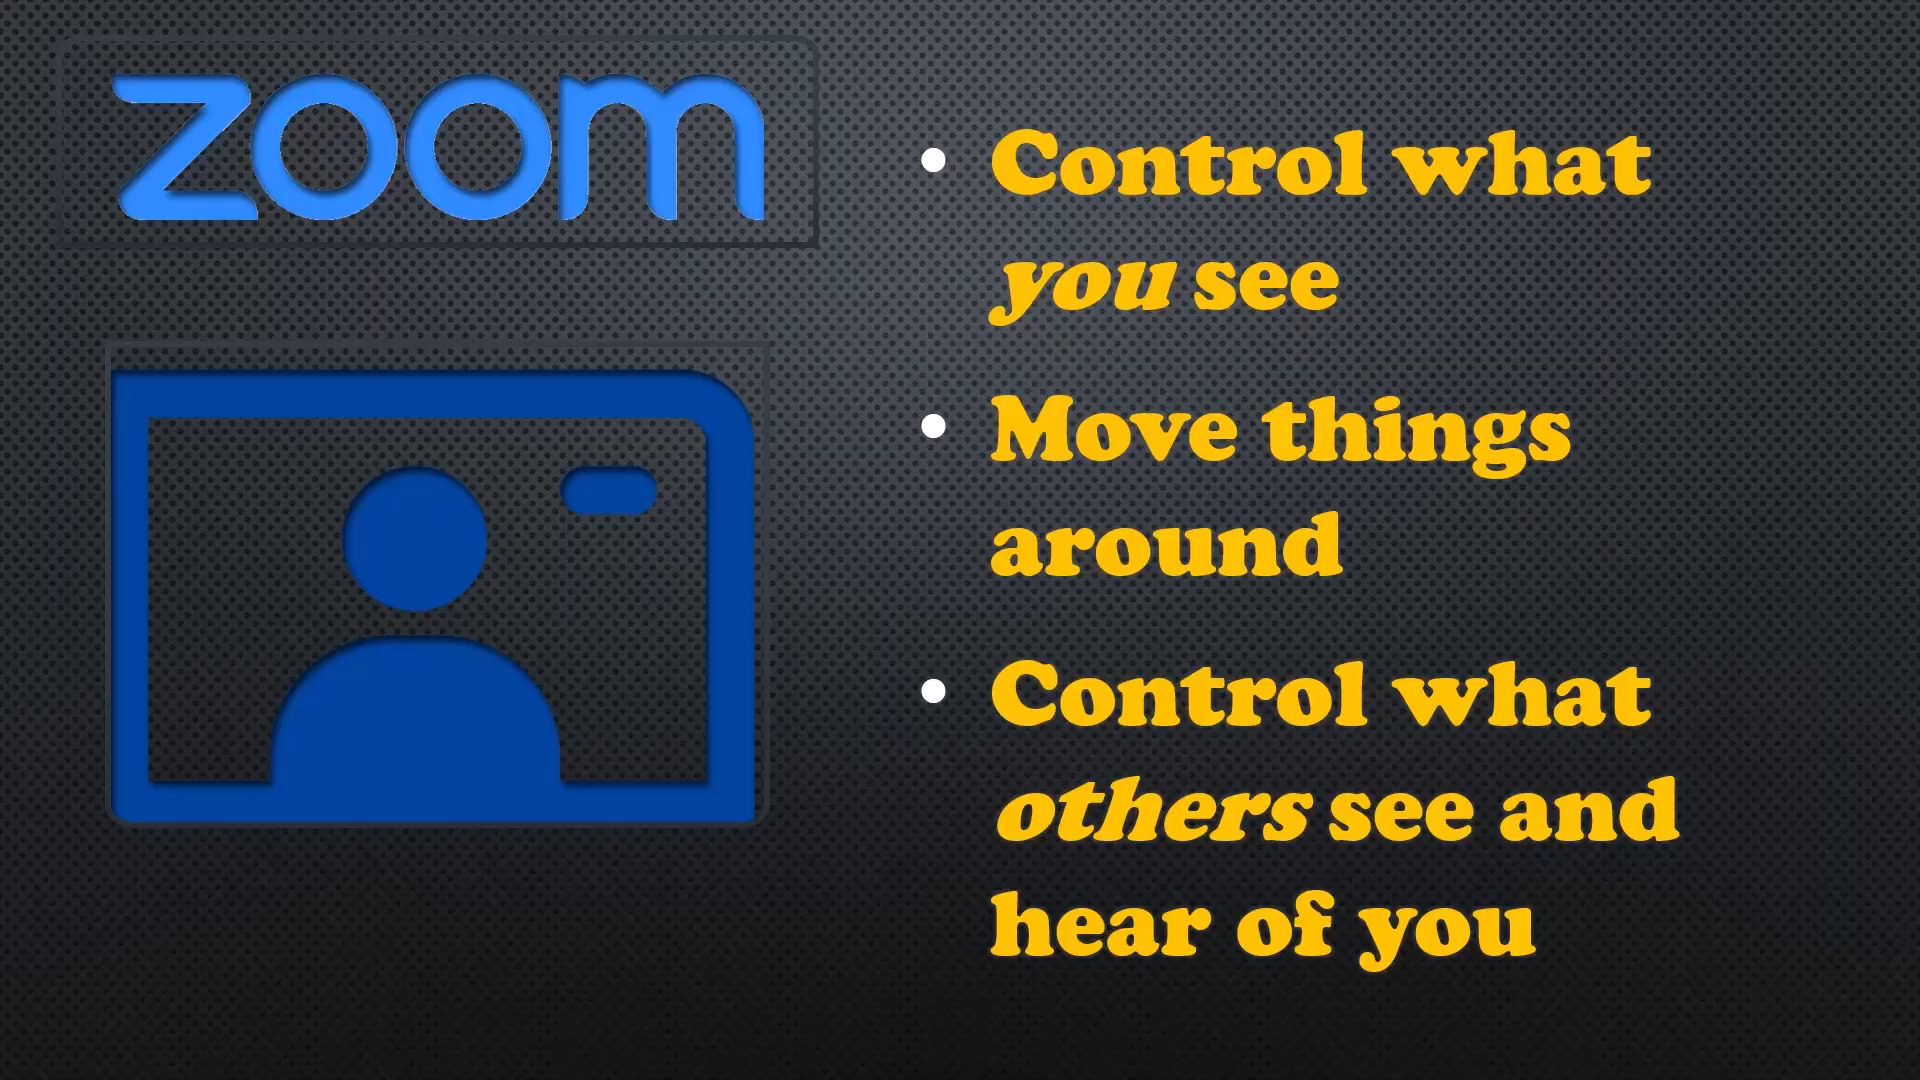 zoom
• Control what
you see
• Move things
around
• Control what
others see and
hear of you